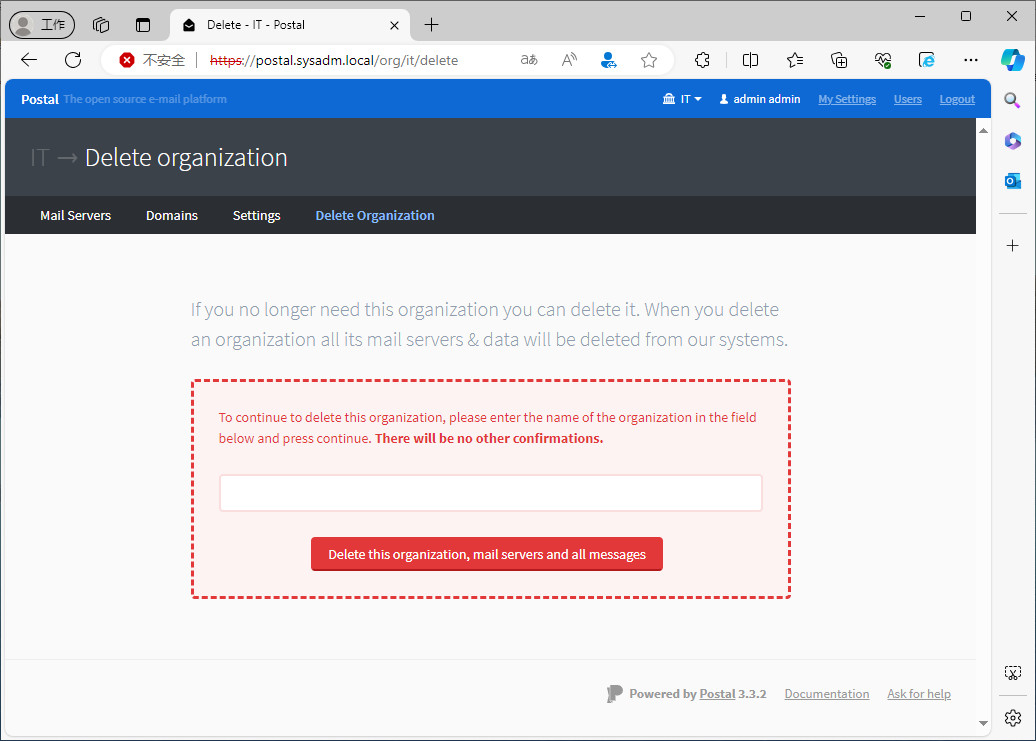 工作
Delete - IT - Postal
不安全
https://postal.sysadm.local/org/it/delete
aあ
Postal The open source e-mail platform
IT
admin admin
My Settings
Users
Logout
IT → Delete organization
Mail Servers
Domains
Settings
Delete Organization
If you no longer need this organization you can delete it. When you delete
an organization all its mail servers & data will be deleted from our systems.
To continue to delete this organization, please enter the name of the organization in the field
below and press continue. There will be no other confirmations.
Delete this organization, mail servers and all messages
Powered by Postal 3.3.2
Documentation
Ask for help